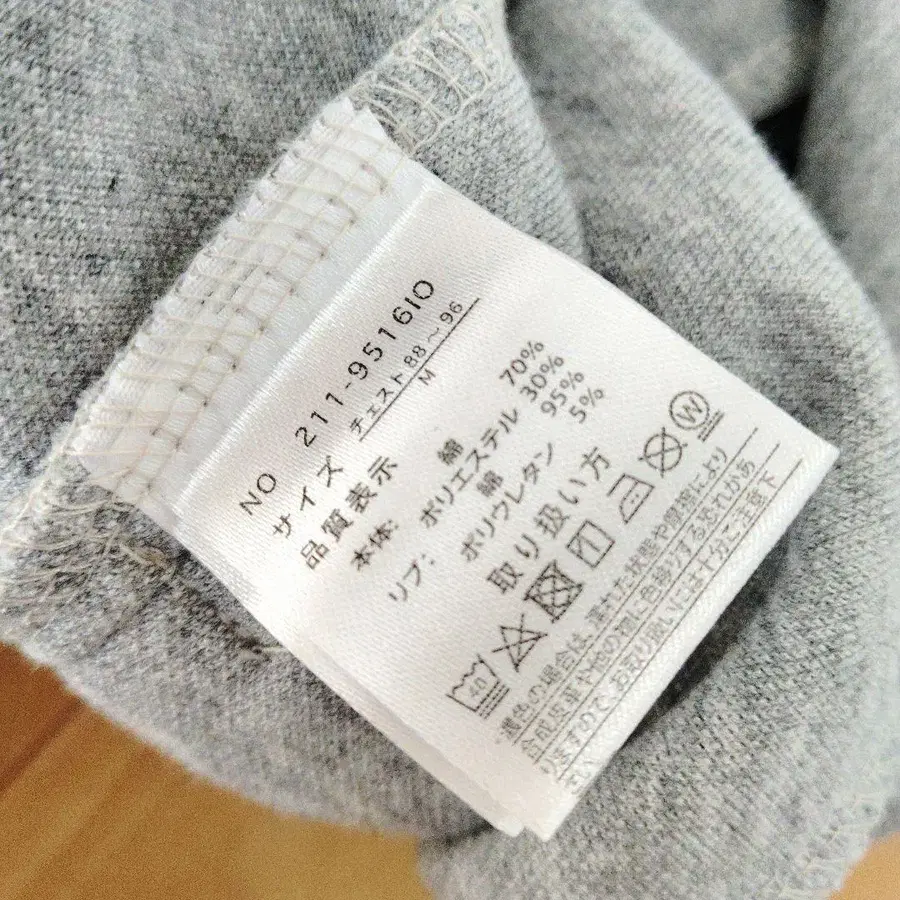 NO 211-951610
サイズ チェスト88～96
M
品質表示
本体: 綿 70%
ポリエステル 30%
リブ: 綿 95%
ポリウレタン 5%
取り扱い方
40 W
濃色の場合は、濡れた状態や摩擦により
合成皮革や他の種に色移りする恐れがあ
りますので、お取り扱いには十分ご注意下